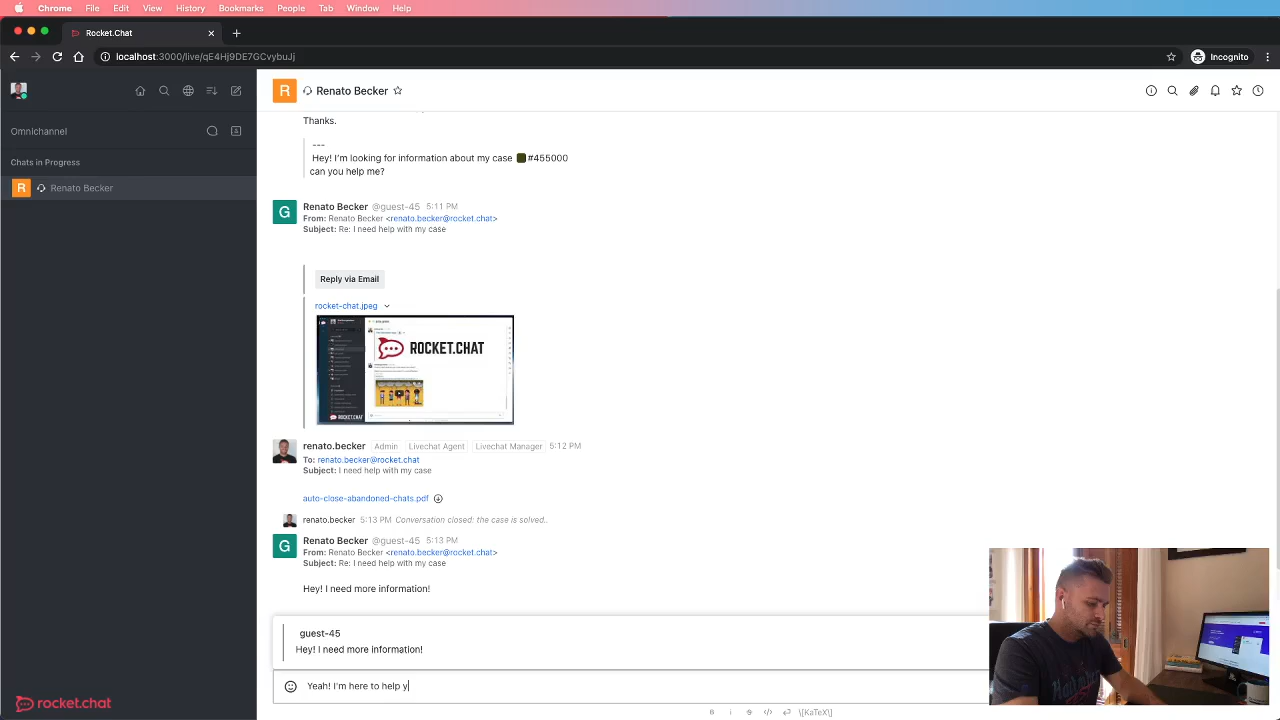 Chrome File Edit View History Bookmarks People Tab Window Help
Rocket.Chat
localhost:3000/live/qE4Hj9DE7GCvybuJj
Incognito
R Renato Becker
Omnichannel
Chats in Progress
R Renato Becker
Thanks.
---
Hey! I'm looking for information about my case #455000
can you help me?
G Renato Becker @guest-45 5:11 PM
From: Renato Becker <renato.becker@rocket.chat>
Subject: Re: I need help with my case
Reply via Email
rocket-chat.jpeg
ROCKET.CHAT
ROCKET.CHAT
renato.becker Admin Livechat Agent Livechat Manager 5:12 PM
To: renato.becker@rocket.chat
Subject: I need help with my case
auto-close-abandoned-chats.pdf
renato.becker 5:13 PM Conversation closed: the case is solved..
G Renato Becker @guest-45 5:13 PM
From: Renato Becker <renato.becker@rocket.chat>
Subject: Re: I need help with my case
Hey! I need more information!
guest-45
Hey! I need more information!
Yeah! I'm here to help y
rocket.chat
B i S </> \[KaTeX\]